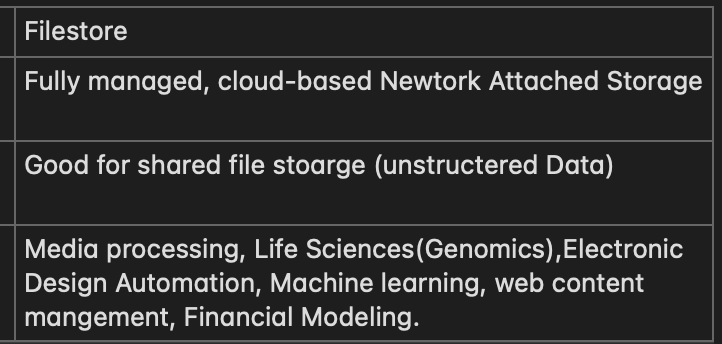 Filestore
Fully managed, cloud-based Newtork Attached Storage
Good for shared file stoarge (unstructered Data)
Media processing, Life Sciences(Genomics),Electronic
Design Automation, Machine learning, web content
mangement, Financial Modeling.